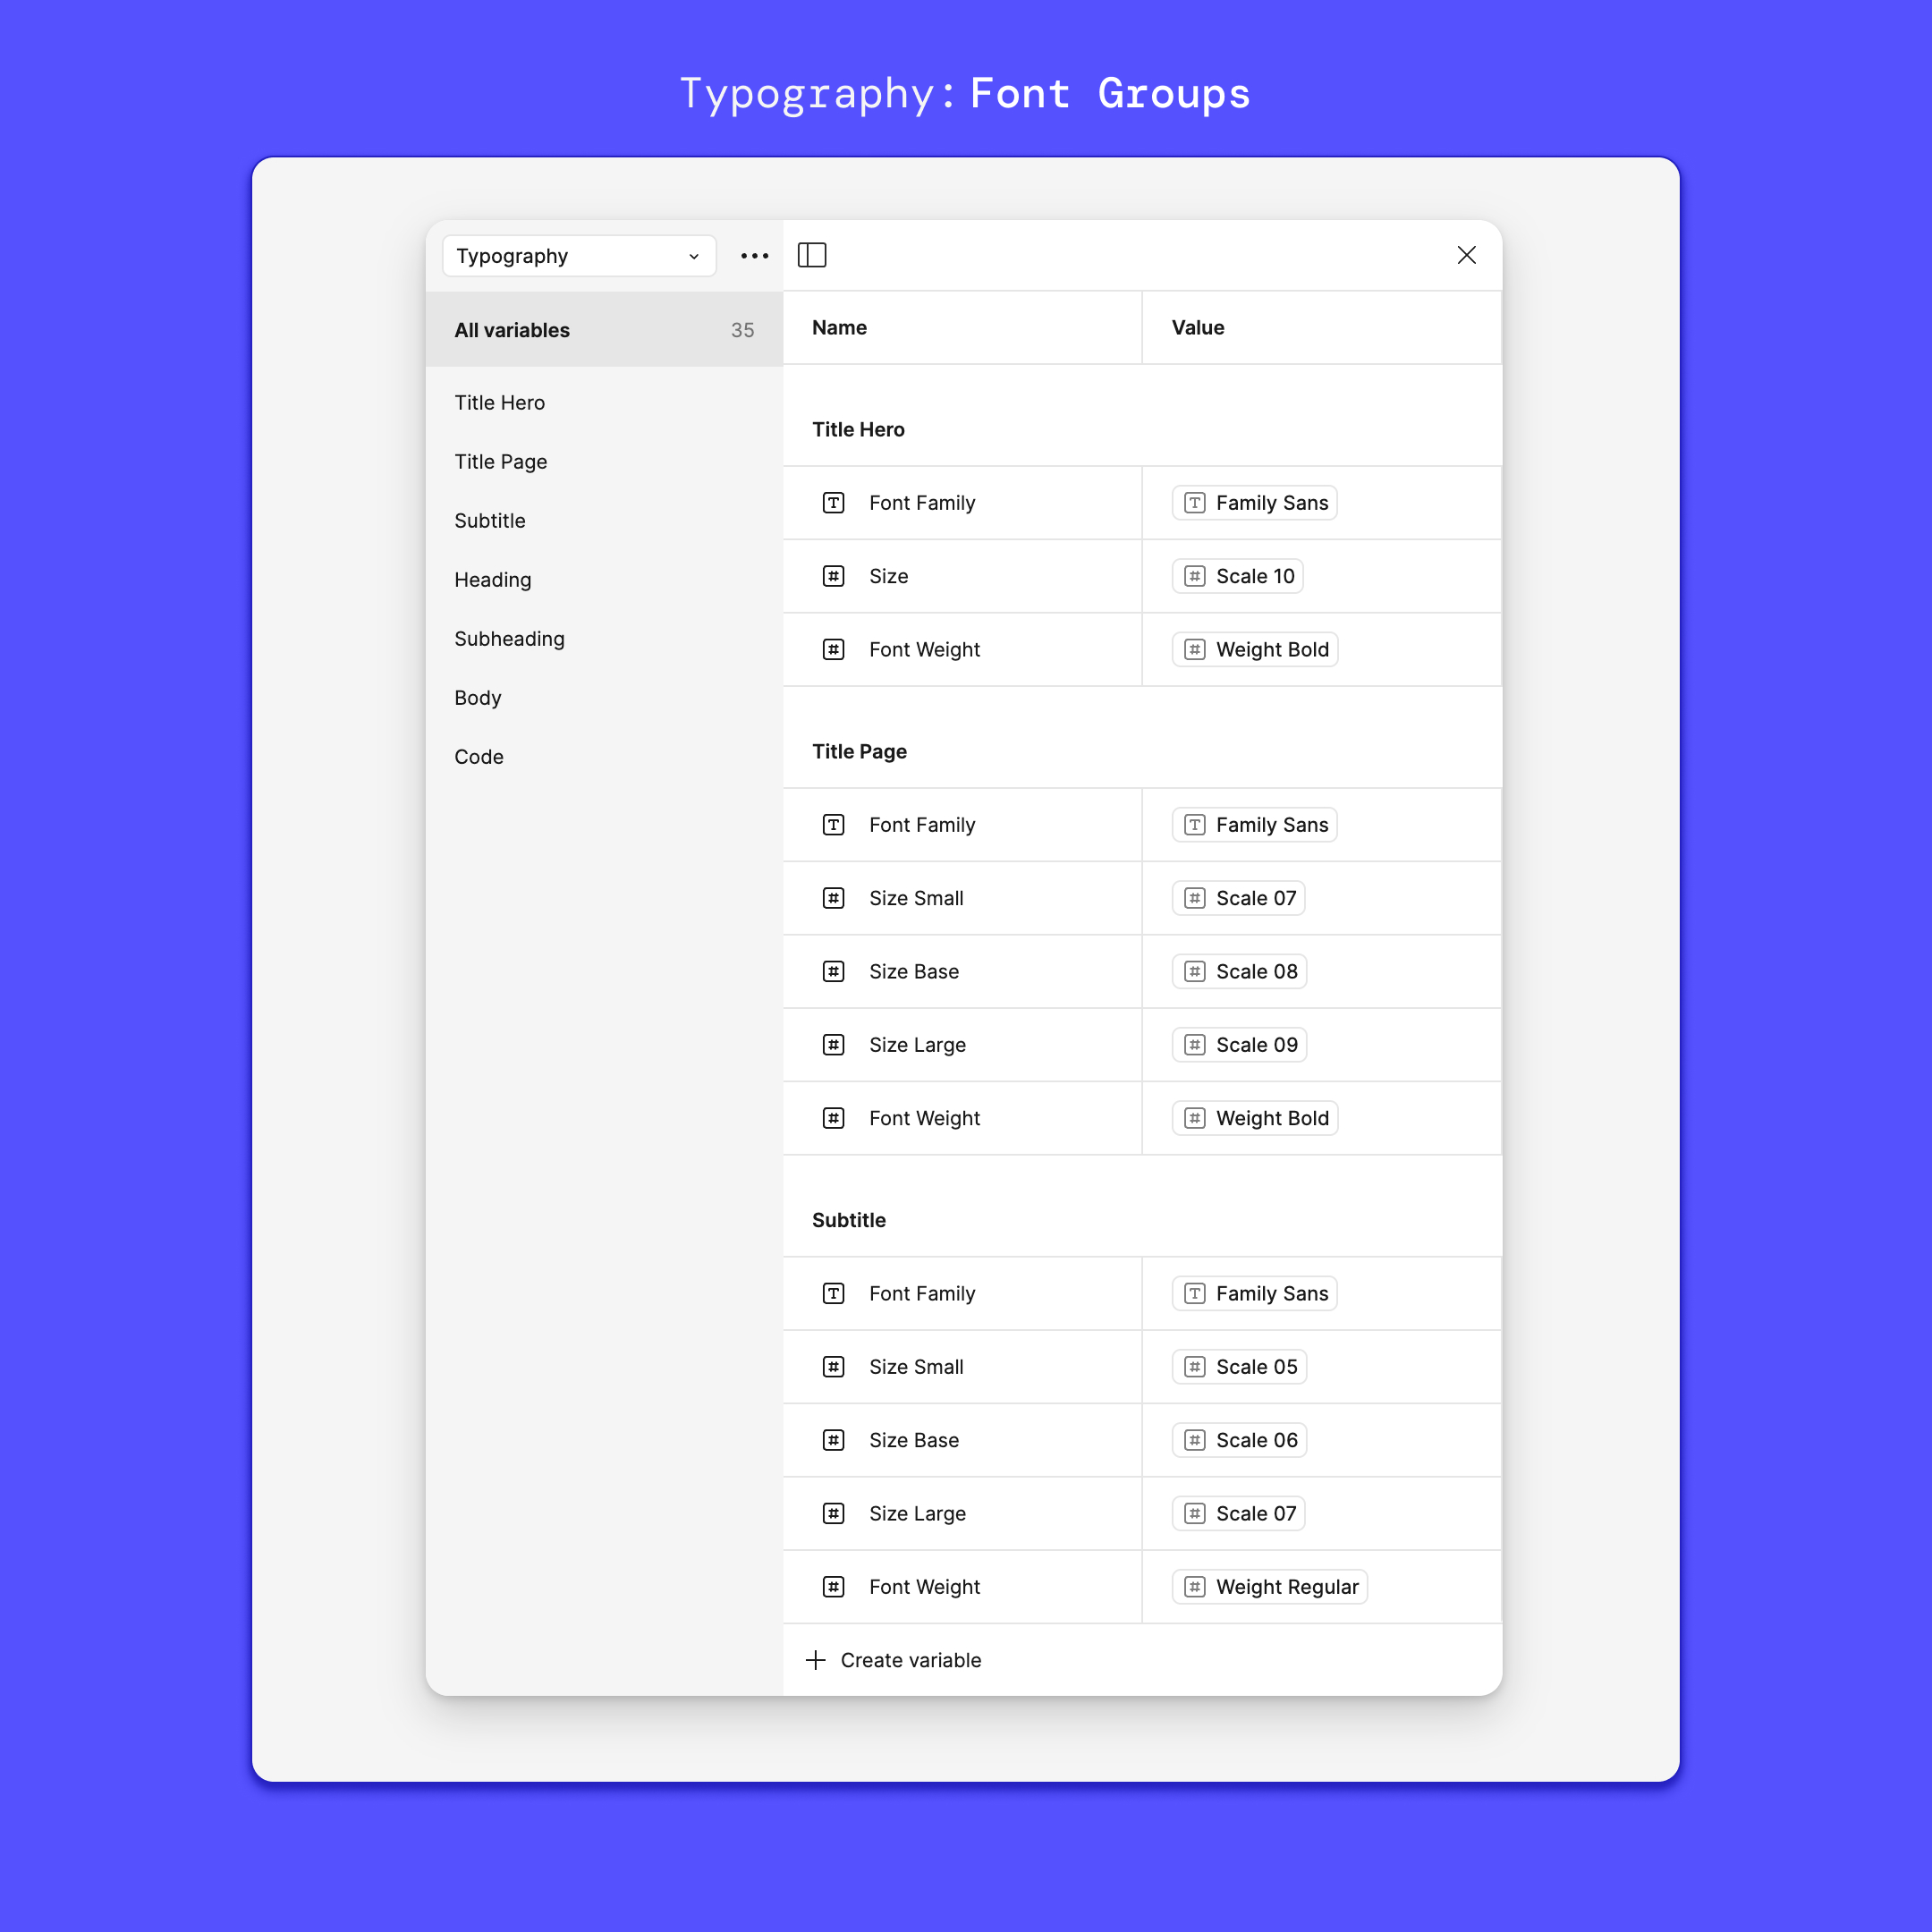 Typography: Font Groups
Typography
All variables 35
Title Hero
Title Page
Subtitle
Heading
Subheading
Body
Code
Name Value
Title Hero
Font Family Family Sans
Size Scale 10
Font Weight Weight Bold
Title Page
Font Family Family Sans
Size Small Scale 07
Size Base Scale 08
Size Large Scale 09
Font Weight Weight Bold
Subtitle
Font Family Family Sans
Size Small Scale 05
Size Base Scale 06
Size Large Scale 07
Font Weight Weight Regular
Create variable